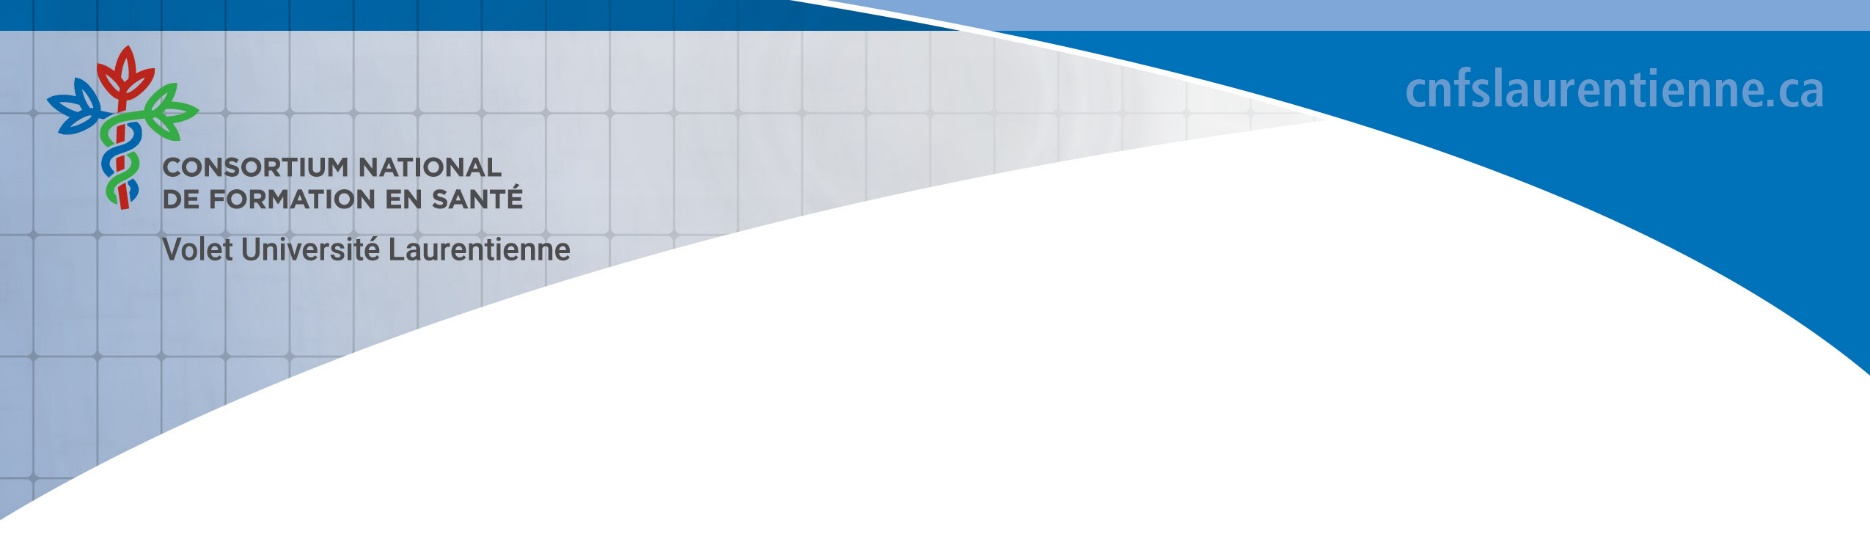 cnfslaurentienne.ca
CONSORTIUM NATIONAL
DE FORMATION EN SANTÉ
Volet Université Laurentienne